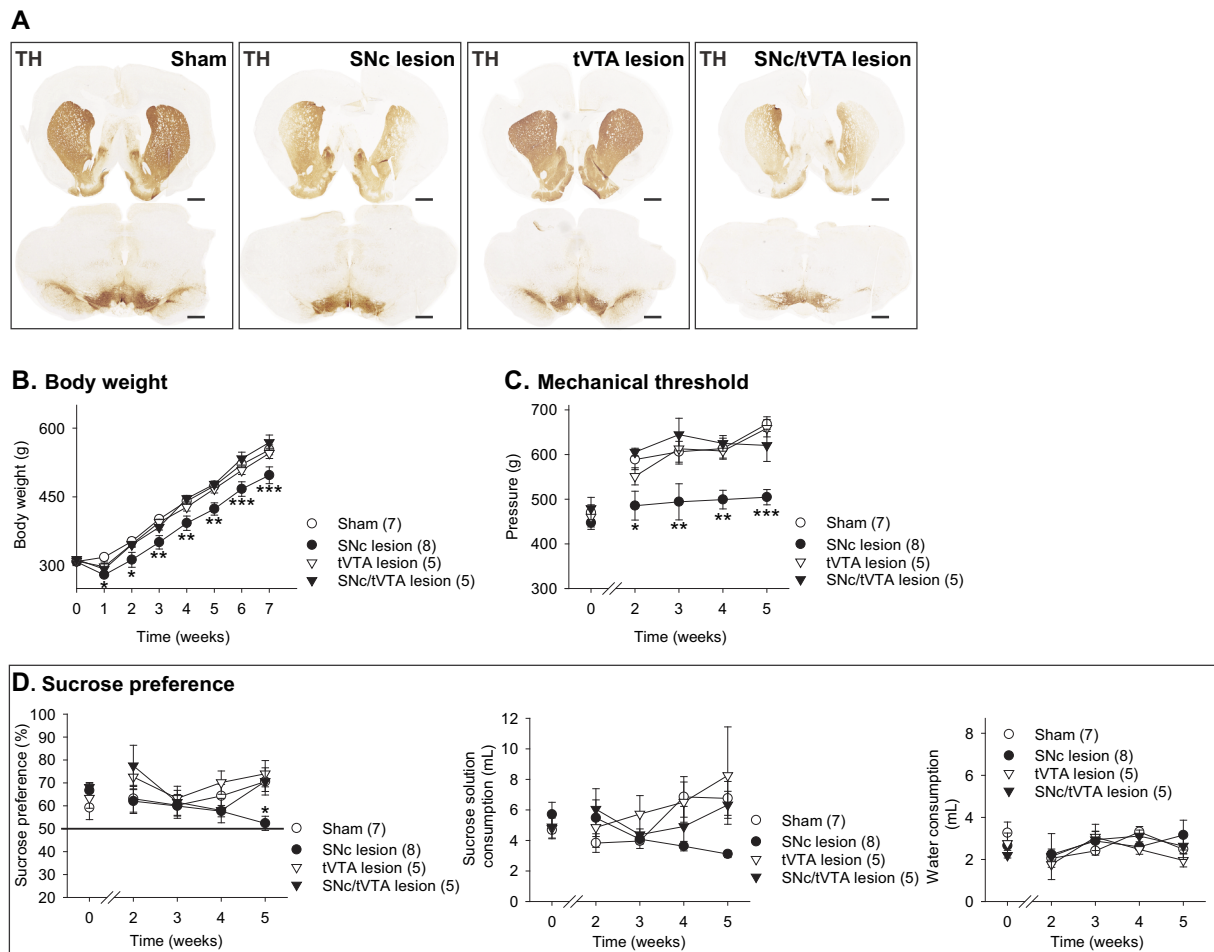 A
TH Sham
TH SNc lesion
TH tVTA lesion
TH SNc/tVTA lesion
B. Body weight
Body weight (g)
600
450
300
0 1 2 3 4 5 6 7
* * ** ** ** *** ***
Time (weeks)
Sham (7)
SNc lesion (8)
tVTA lesion (5)
SNc/tVTA lesion (5)
C. Mechanical threshold
Pressure (g)
700
600
500
400
300
0 2 3 4 5
* ** ** ***
Time (weeks)
Sham (7)
SNc lesion (8)
tVTA lesion (5)
SNc/tVTA lesion (5)
D. Sucrose preference
Sucrose preference (%)
100
90
80
70
60
50
40
30
20
0 2 3 4 5
*
Time (weeks)
Sham (7)
SNc lesion (8)
tVTA lesion (5)
SNc/tVTA lesion (5)
Sucrose solution
consumption (mL)
12
10
8
6
4
2
0
0 2 3 4 5
Time (weeks)
Sham (7)
SNc lesion (8)
tVTA lesion (5)
SNc/tVTA lesion (5)
Water consumption
(mL)
8
6
4
2
0
0 2 3 4 5
Time (weeks)
Sham (7)
SNc lesion (8)
tVTA lesion (5)
SNc/tVTA lesion (5)